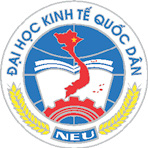 ĐẠI HỌC KINH TẾ QUỐC DÂN
NEU